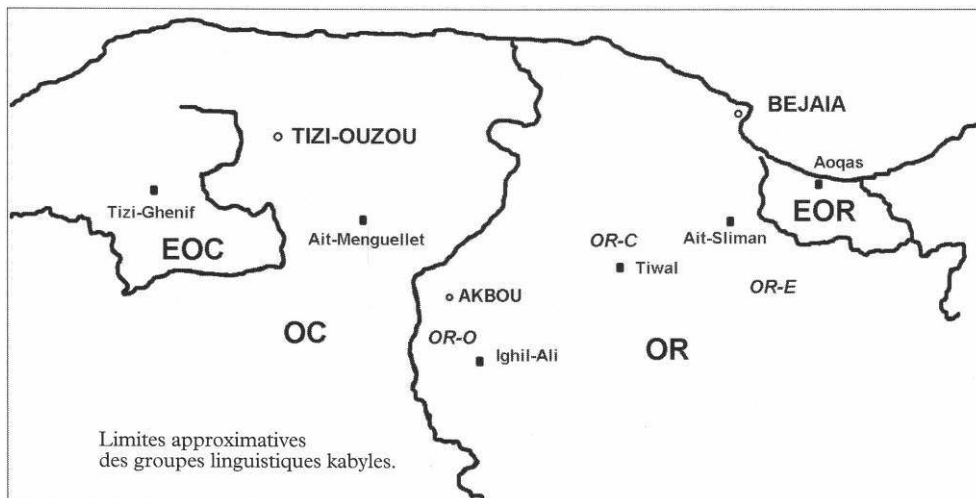 BEJAIA
TIZI-OUZOU
Aoqas
Tizi-Ghenif
EOR
Ait-Menguellet
Ait-Sliman
EOC
OR-C
Tiwal
OR-E
AKBOU
OC
OR-O
OR
Ighil-Ali
Limites approximatives
des groupes linguistiques kabyles.